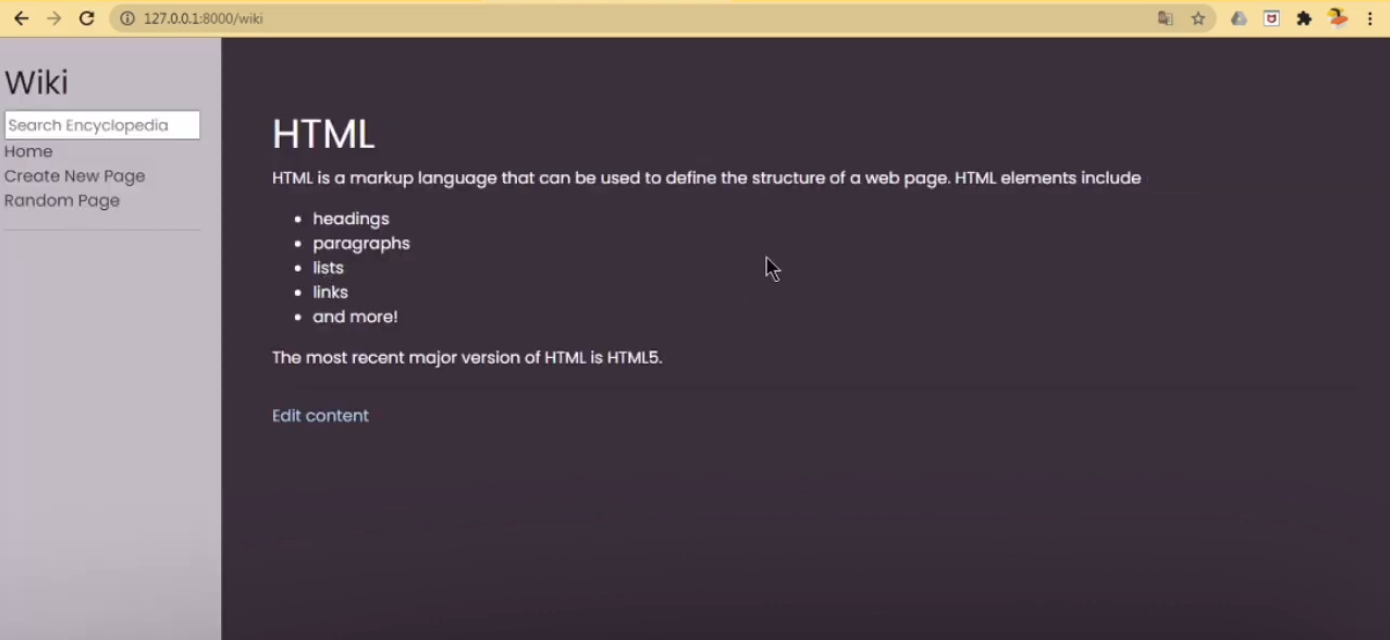 127.0.0.1:8000/wiki
Wiki
Search Encyclopedia
Home
Create New Page
Random Page
HTML
HTML is a markup language that can be used to define the structure of a web page. HTML elements include
headings
paragraphs
lists
links
and more!
The most recent major version of HTML is HTML5.
Edit content